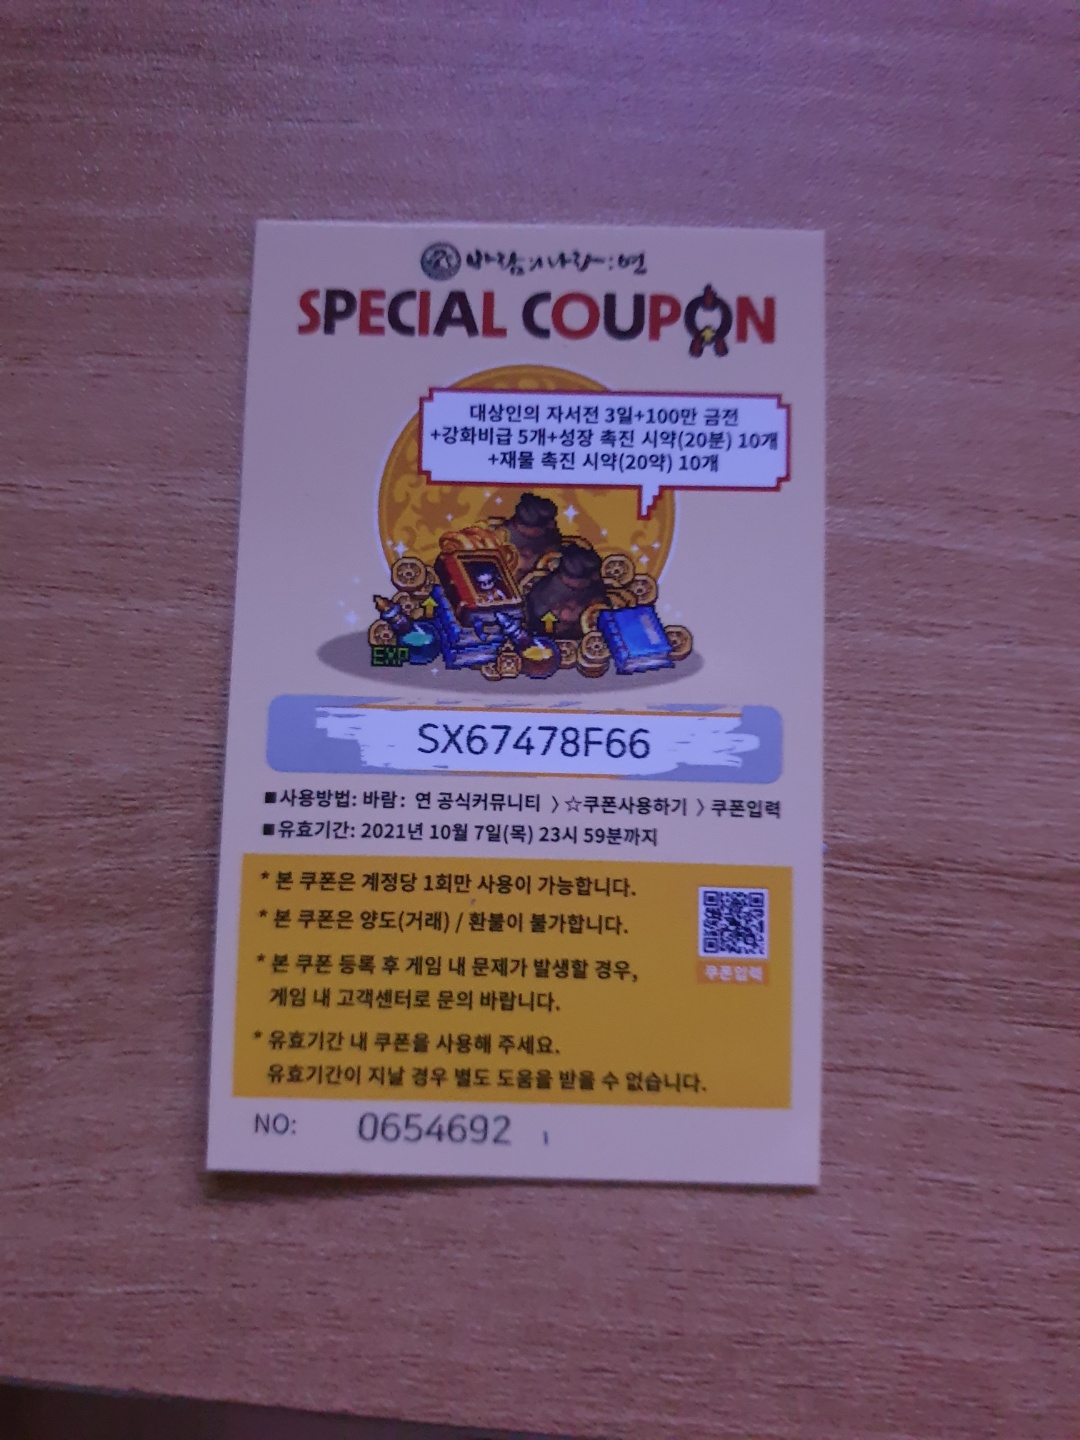 바람의나라:연
SPECIAL COUPON
대상인의 자서전 3일+100만 금전
+강화비급 5개+성장 촉진 시약(20분) 10개
+재물 촉진 시약(20약) 10개
EXP
SX67478F66
■사용방법: 바람: 연 공식커뮤니티 〉☆쿠폰사용하기 〉쿠폰입력
■유효기간: 2021년 10월 7일(목) 23시 59분까지
* 본 쿠폰은 계정당 1회만 사용이 가능합니다.
* 본 쿠폰은 양도(거래) / 환불이 불가합니다.
* 본 쿠폰 등록 후 게임 내 문제가 발생할 경우,
게임 내 고객센터로 문의 바랍니다.
* 유효기간 내 쿠폰을 사용해 주세요.
유효기간이 지날 경우 별도 도움을 받을 수 없습니다.
쿠폰입력
NO: 0654692